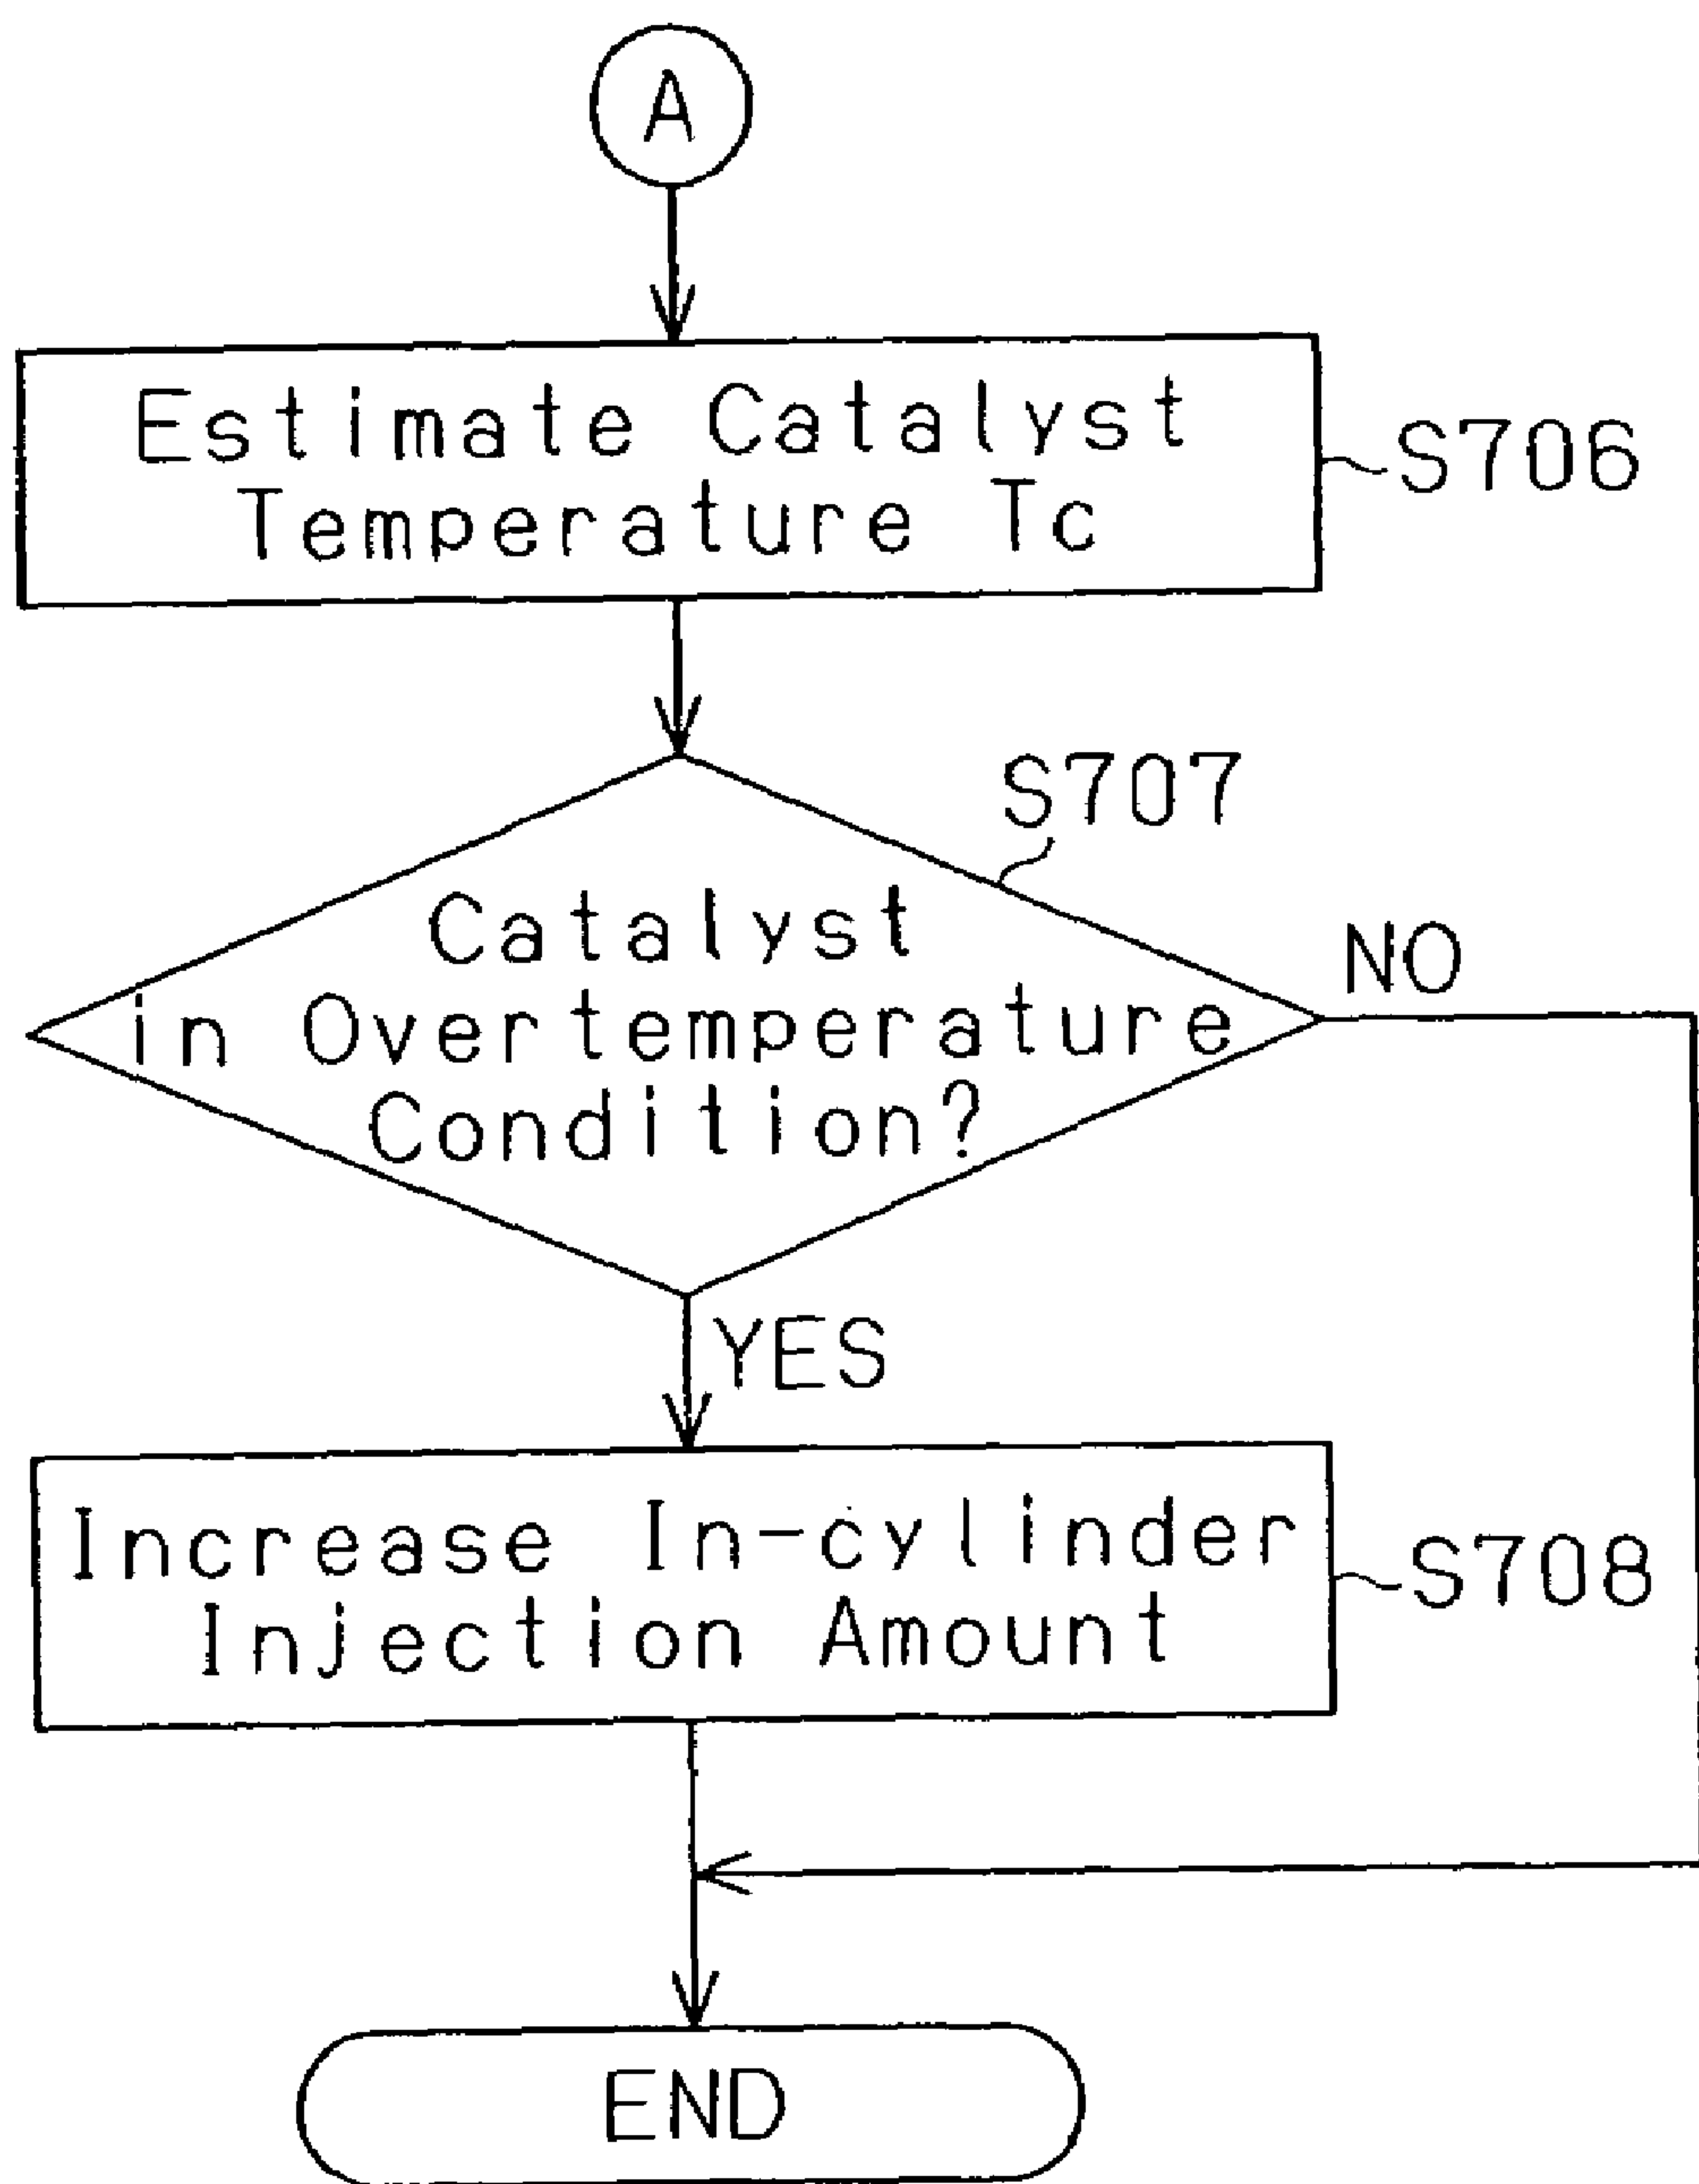 A
Estimate Catalyst
Temperature Tc
S706
S707
Catalyst
in Overtemperature
Condition?
NO
YES
Increase In-cylinder
Injection Amount
S708
END